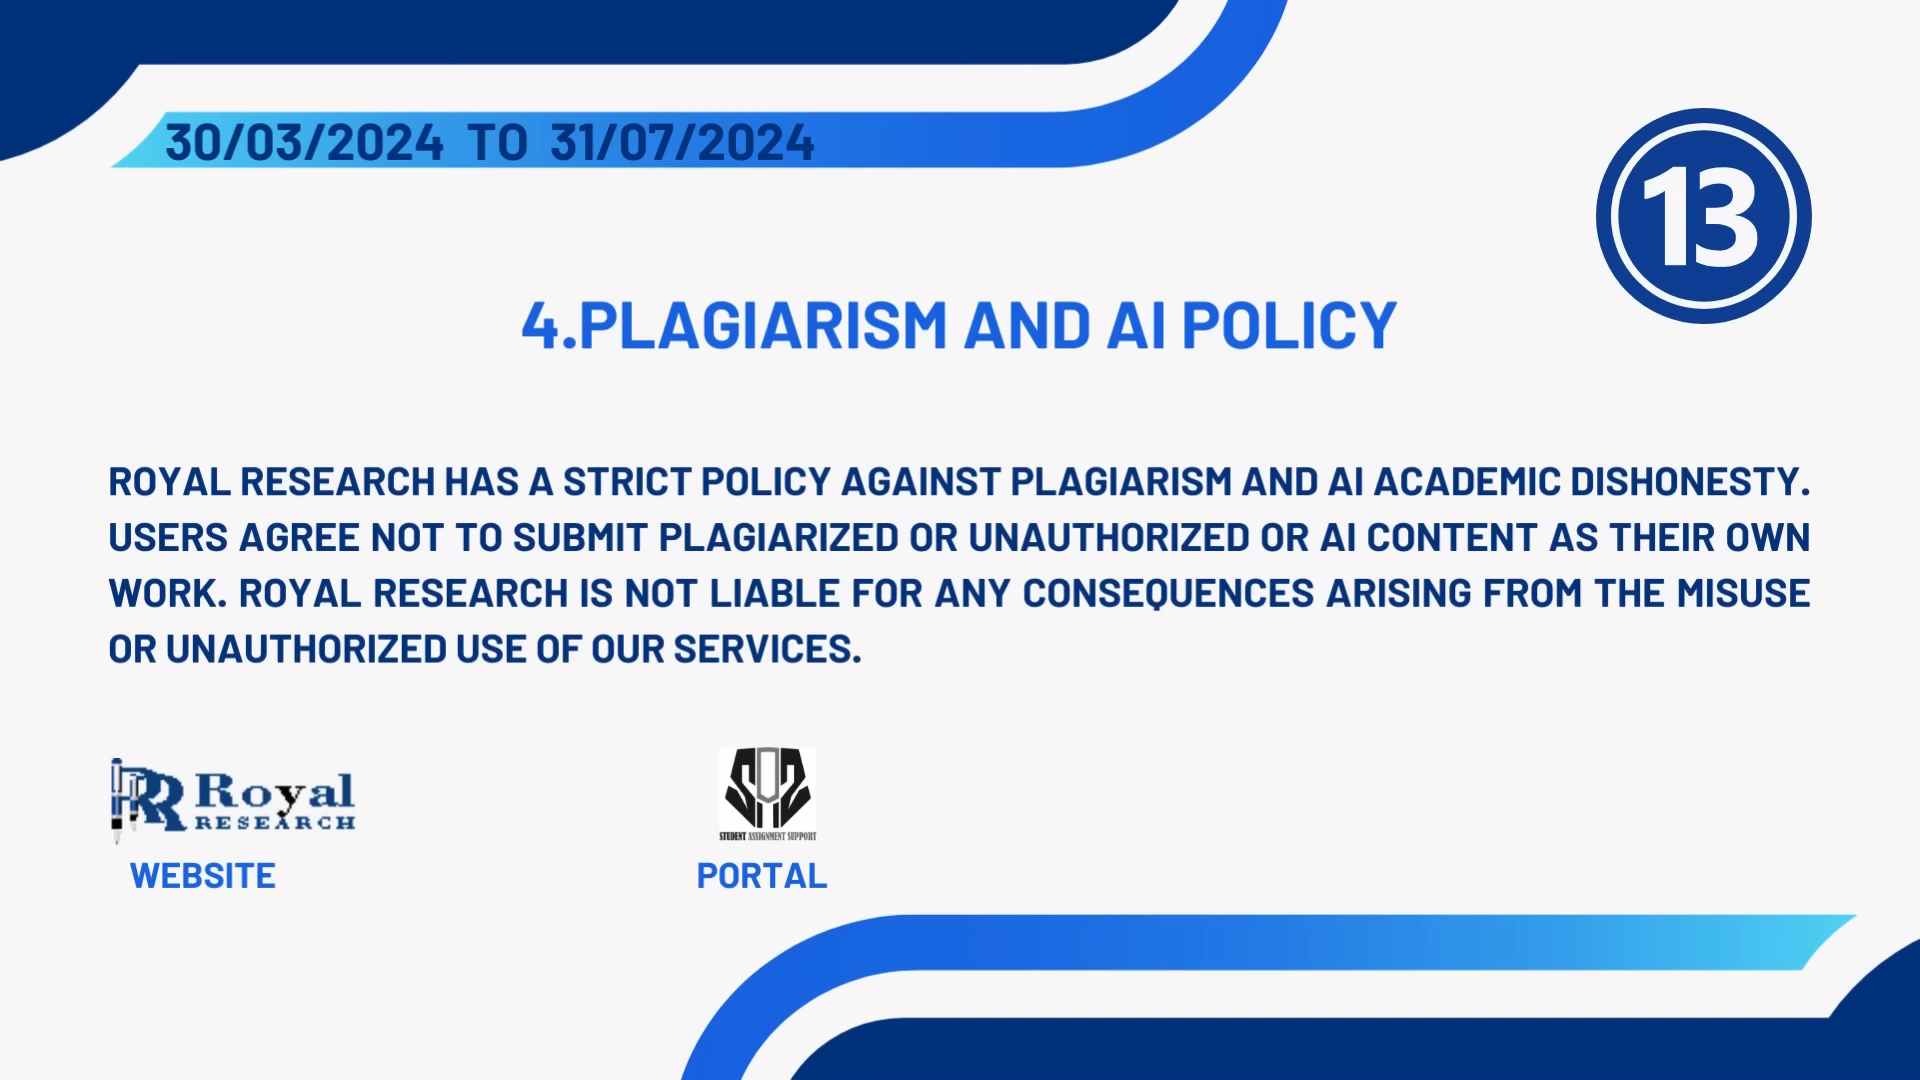 30/03/2024 TO 31/07/2024
13
4.PLAGIARISM AND AI POLICY
ROYAL RESEARCH HAS A STRICT POLICY AGAINST PLAGIARISM AND AI ACADEMIC DISHONESTY.
USERS AGREE NOT TO SUBMIT PLAGIARIZED OR UNAUTHORIZED OR AI CONTENT AS THEIR OWN
WORK. ROYAL RESEARCH IS NOT LIABLE FOR ANY CONSEQUENCES ARISING FROM THE MISUSE
OR UNAUTHORIZED USE OF OUR SERVICES.
Royal
RESEARCH
STUDENT ASSIGNMENT SUPPORT
WEBSITE
PORTAL